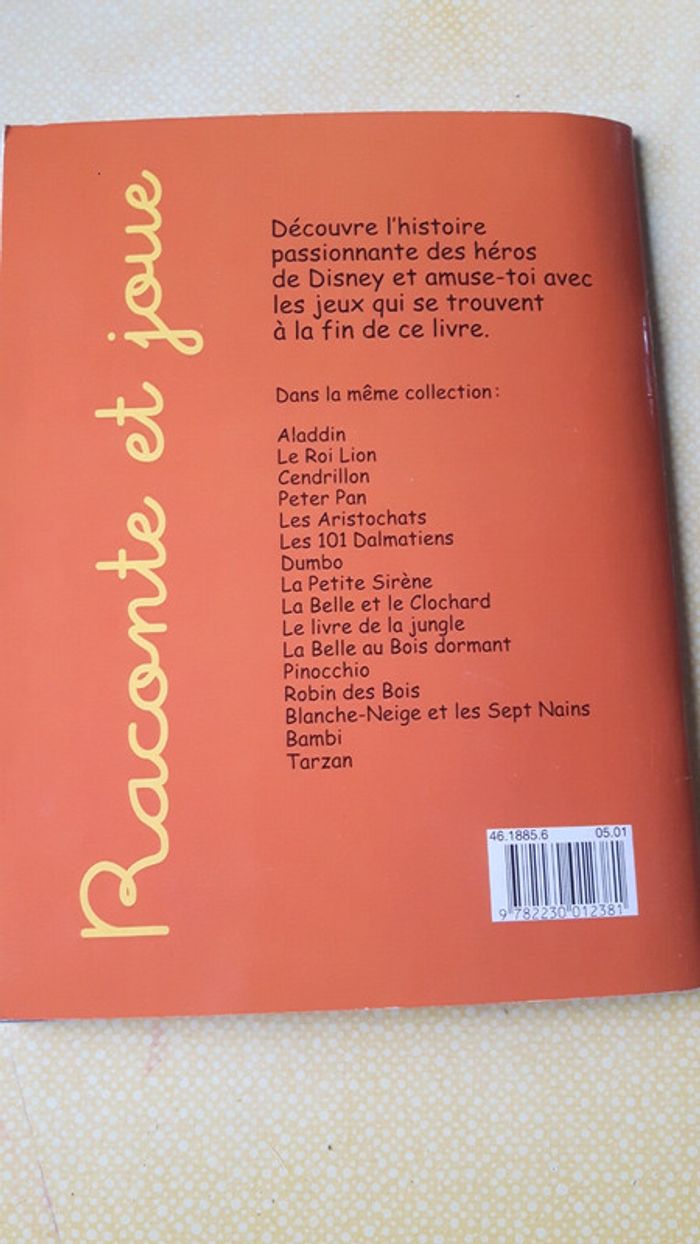 Raconte et joue
Découvre l'histoire
passionnante des héros
de Disney et amuse-toi avec
les jeux qui se trouvent
à la fin de ce livre.
Dans la même collection:
Aladdin
Le Roi Lion
Cendrillon
Peter Pan
Les Aristochats
Les 101 Dalmatiens
Dumbo
La Petite Sirène
La Belle et le Clochard
Le livre de la jungle
La Belle au Bois dormant
Pinocchio
Robin des Bois
Blanche-Neige et les Sept Nains
Bambi
Tarzan
46.1885.6 05.01
9 782230 012381